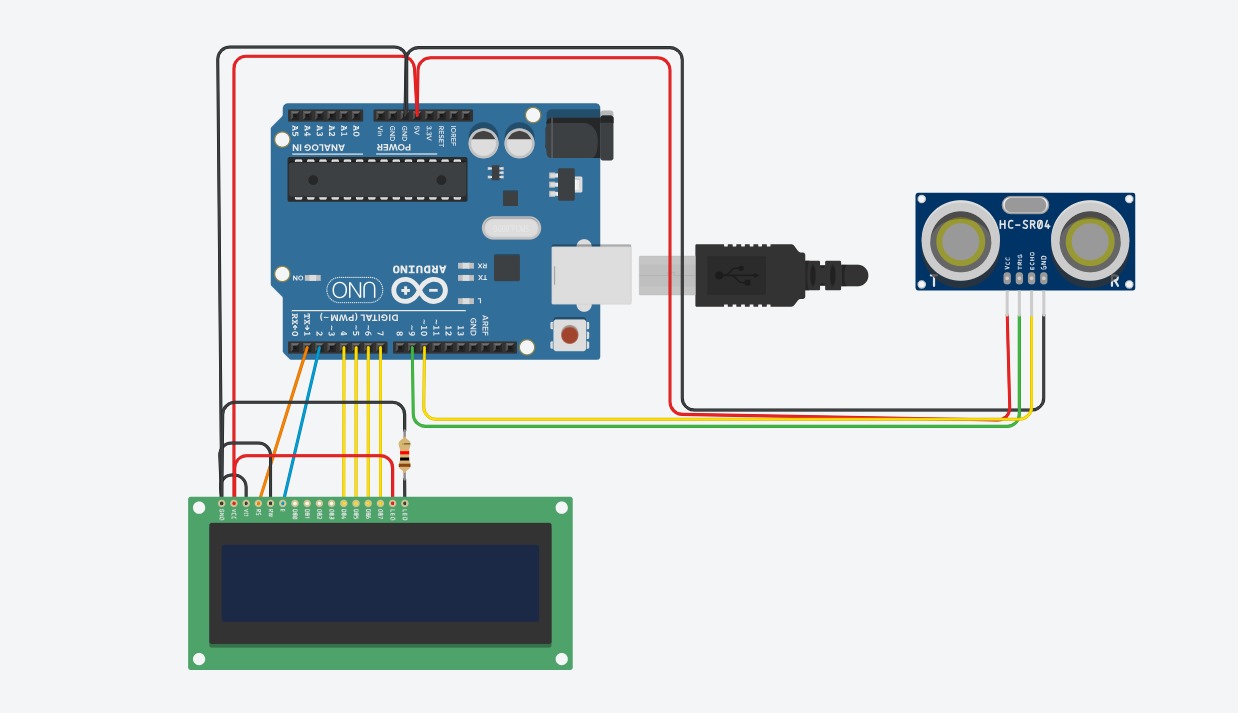 A5 A4 A3 A2 A1 A0
Vin GND GND 5V 3.3V RESET IOREF
ANALOG IN
POWER
HC-SR04
VCC TRIG ECHO GND
T
R
ARDUINO
UNO
ON
RX
TX
L
DIGITAL (PWM~)
RX←0 TX→1 2 ~3 4 ~5 ~6 7 8 ~9 ~10 ~11 12 13 GND AREF
GND VCC V0 RS RW E DB0 DB1 DB2 DB3 DB4 DB5 DB6 DB7 LED LED